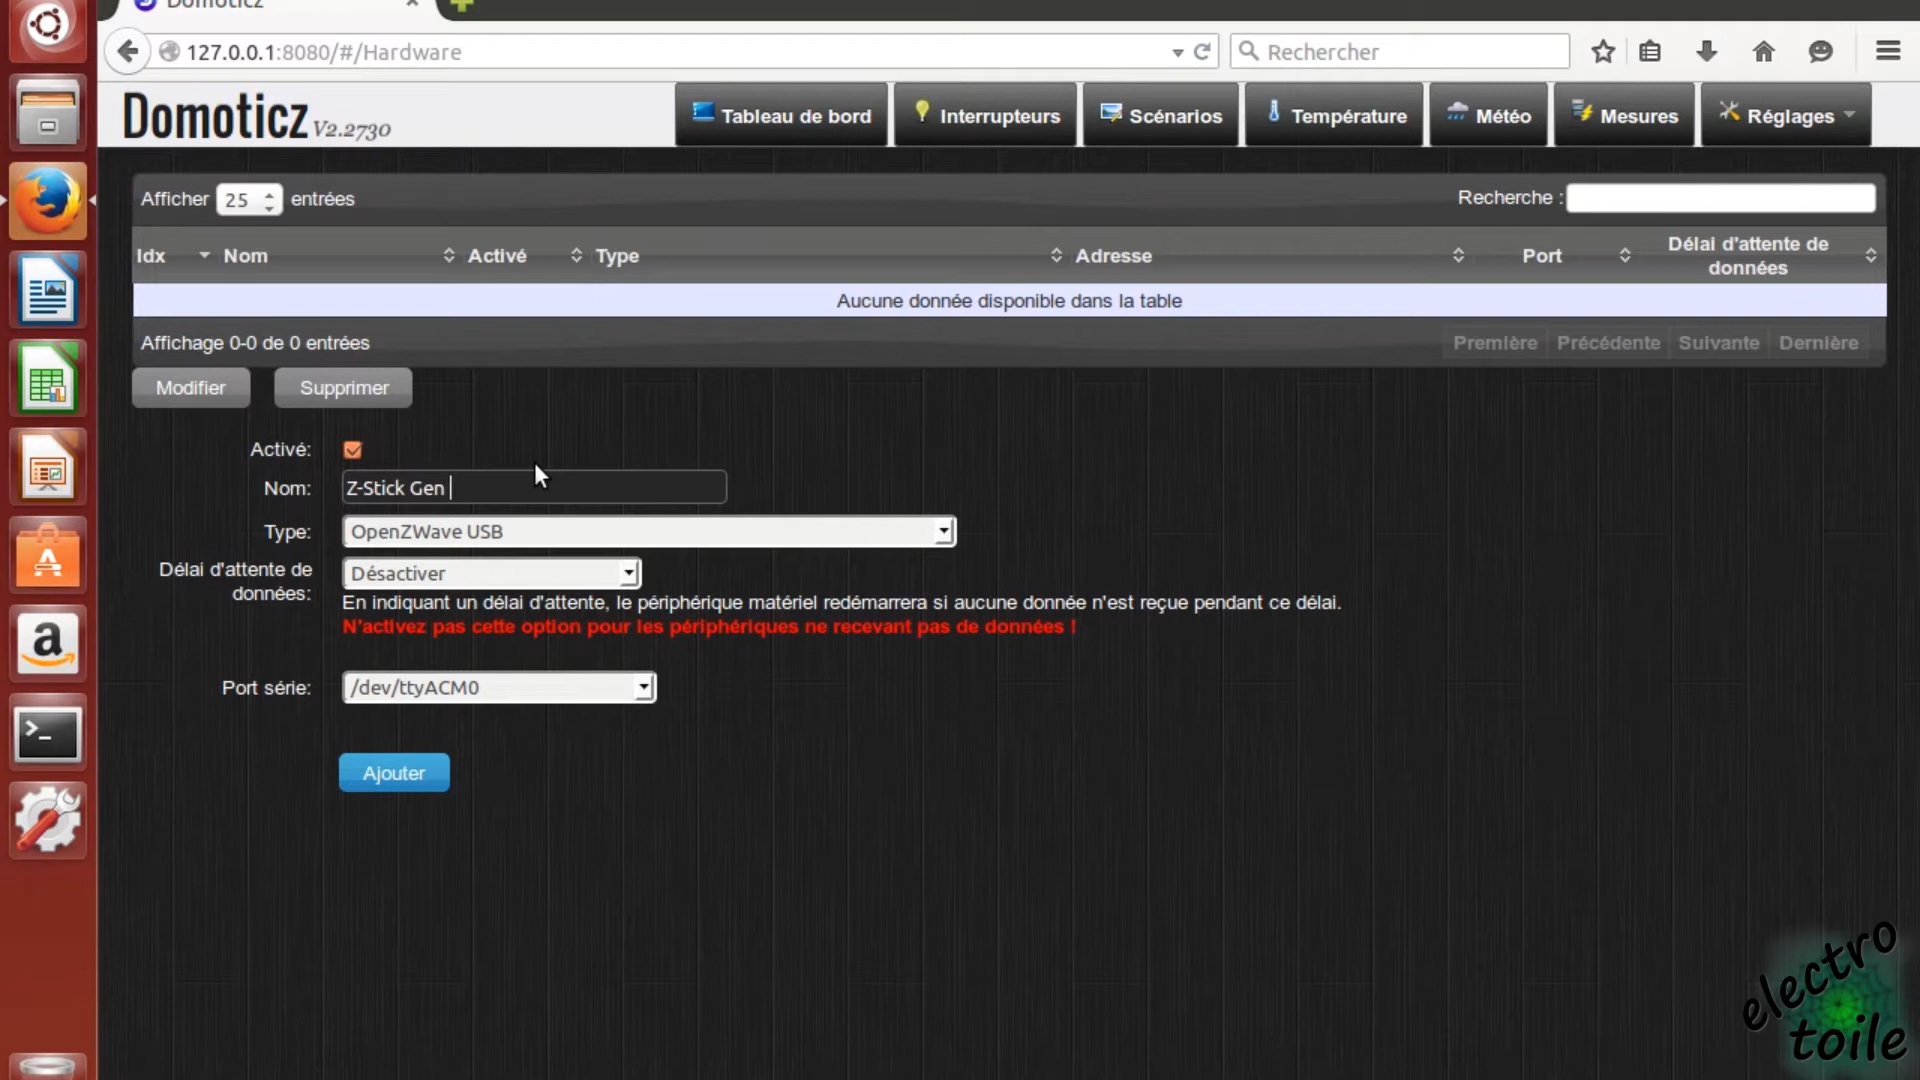 Domoticz
127.0.0.1:8080/#/Hardware
Rechercher
Domoticz V2.2730
Tableau de bord
Interrupteurs
Scénarios
Température
Météo
Mesures
Réglages
Afficher 25 entrées
Recherche :
Idx Nom Activé Type Adresse Port Délai d'attente de
données
Aucune donnée disponible dans la table
Affichage 0-0 de 0 entrées
Première Précédente Suivante Dernière
Modifier Supprimer
Activé:
Nom: Z-Stick Gen
Type: OpenZWave USB
Délai d'attente de
données:
Désactiver
En indiquant un délai d'attente, le périphérique matériel redémarrera si aucune donnée n'est reçue pendant ce délai.
N'activez pas cette option pour les périphériques ne recevant pas de données !
Port série: /dev/ttyACM0
Ajouter
electro
toile